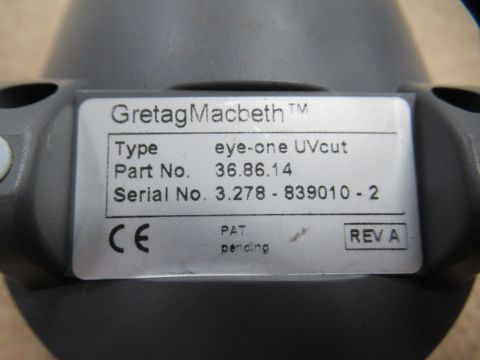 GretagMacbeth™
Type eye-one UVcut
Part No. 36.86.14
Serial No. 3.278 - 839010 - 2
CE PAT REV A
pending